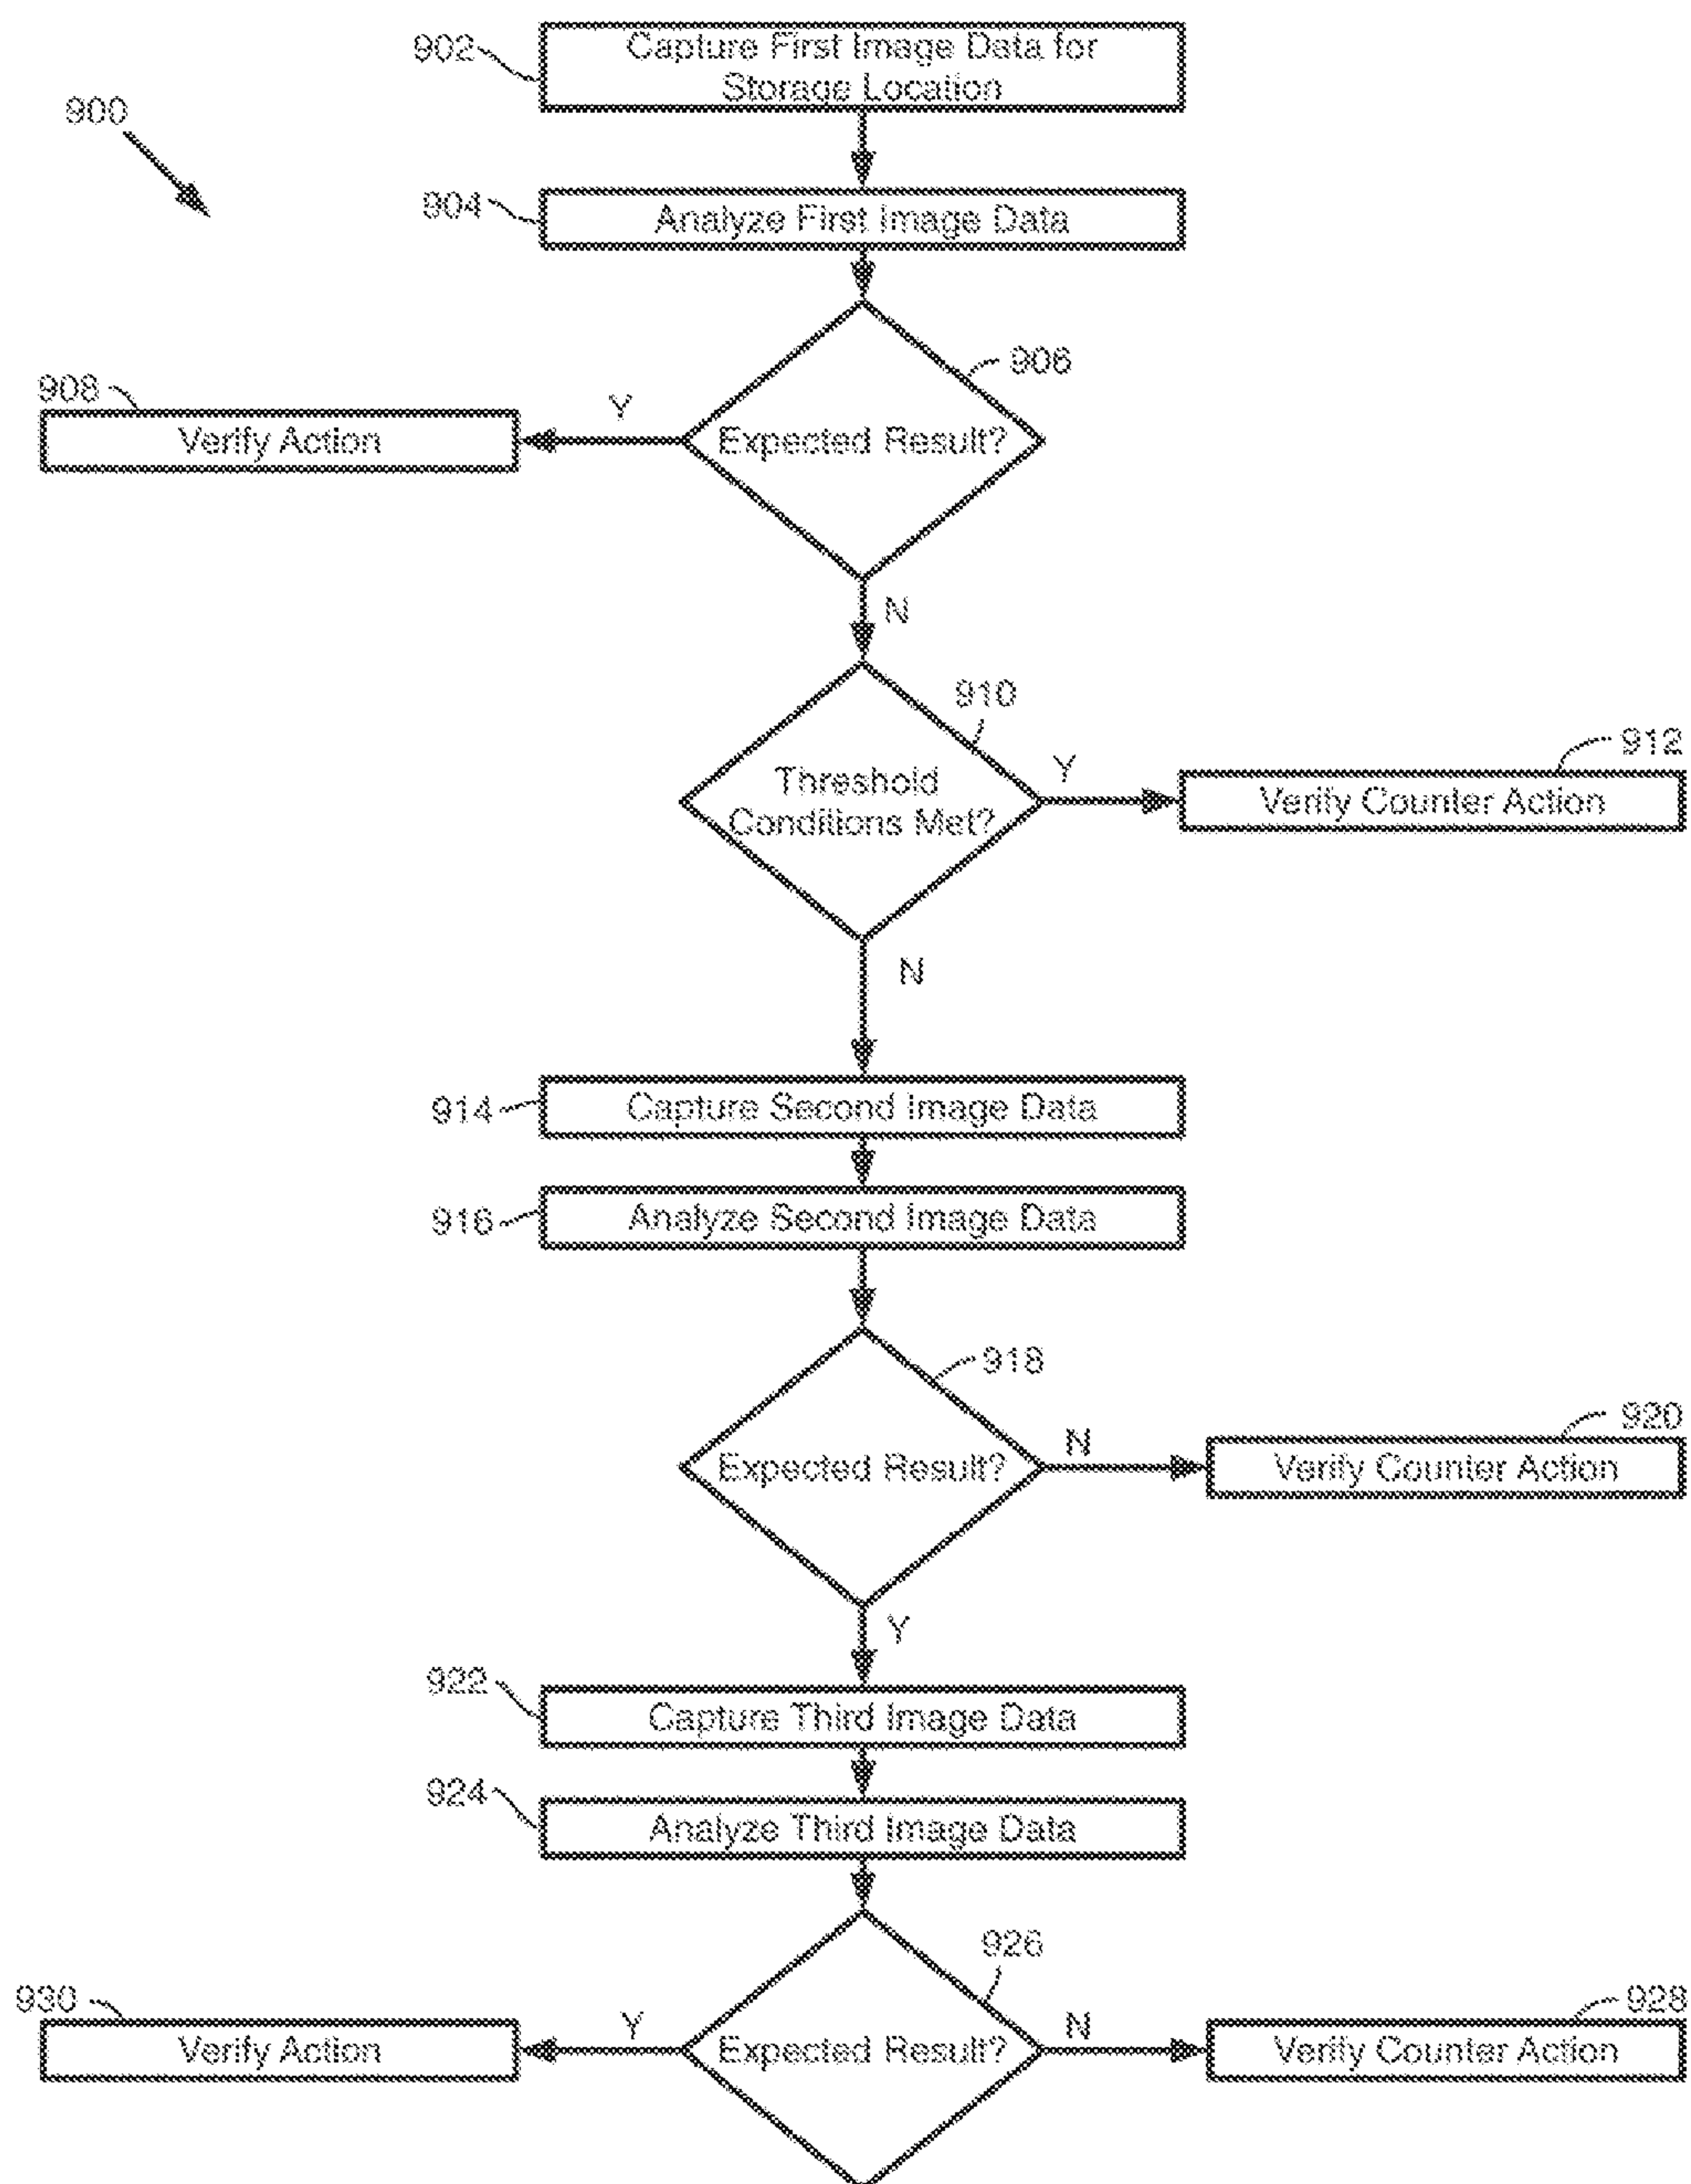 902
Capture First Image Data for
Storage Location
900
904
Analyze First Image Data
906
908
Y
Verify Action
Expected Result?
N
910
912
Y
Threshold
Conditions Met?
Verify Counter Action
N
914
Capture Second Image Data
916
Analyze Second Image Data
918
920
N
Expected Result?
Verify Counter Action
Y
922
Capture Third Image Data
924
Analyze Third Image Data
926
930
928
Y
N
Verify Action
Expected Result?
Verify Counter Action